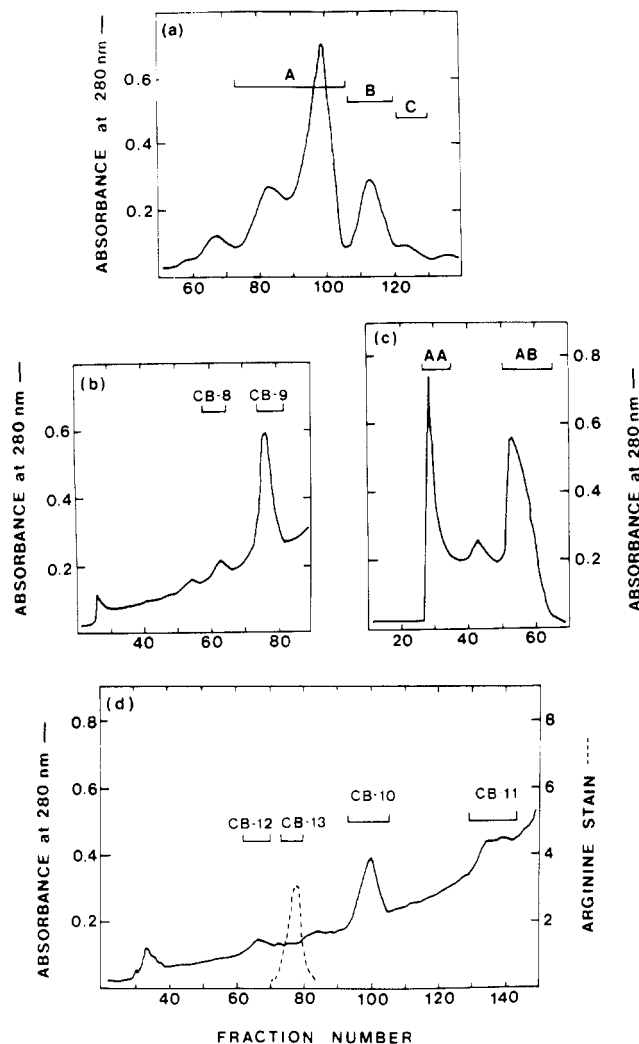 (a)
ABSORBANCE at 280 nm —
0.6
0.4
0.2
A
B
C
60 80 100 120
(b)
ABSORBANCE at 280 nm —
0.6
0.4
0.2
CB-8 CB-9
40 60 80
(c)
AA AB
0.8
0.6
0.4
0.2
ABSORBANCE at 280 nm —
20 40 60
(d)
ABSORBANCE at 280 nm —
0.8
0.6
0.4
0.2
CB-12 CB-13
CB-10
CB-11
8
6
4
2
ARGININE STAIN ----
40 60 80 100 120 140
FRACTION NUMBER